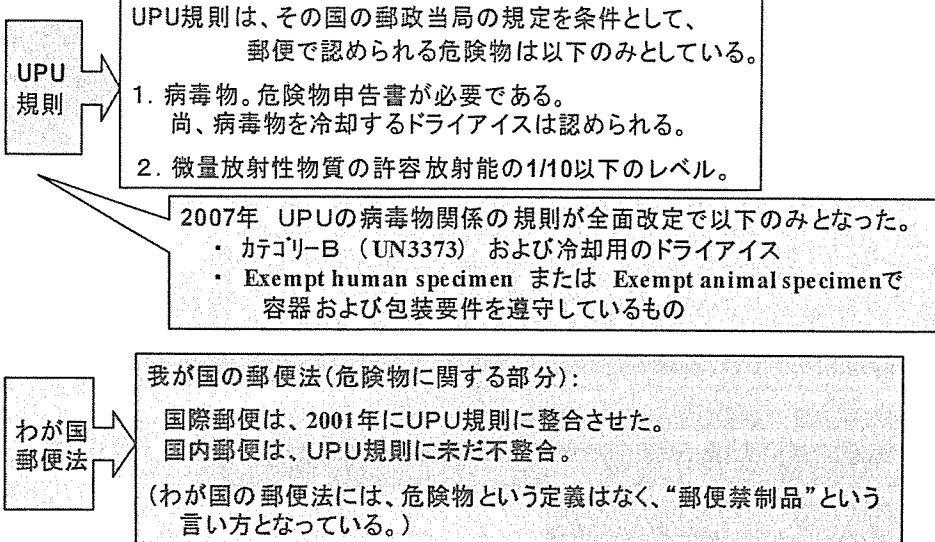 UPU規則は、その国の郵政当局の規定を条件として、
郵便で認められる危険物は以下のみとしている。
UPU
規則
1. 病毒物。危険物申告書が必要である。
尚、病毒物を冷却するドライアイスは認められる。
2. 微量放射性物質の許容放射能の1/10以下のレベル。
2007年 UPUの病毒物関係の規則が全面改定で以下のみとなった。
・ カテゴリーB (UN3373) および冷却用のドライアイス
・ Exempt human specimen または Exempt animal specimenで
容器および包装要件を遵守しているもの
わが国
郵便法
我が国の郵便法(危険物に関する部分):
国際郵便は、2001年にUPU規則に整合させた。
国内郵便は、UPU規則に未だ不整合。
(わが国の郵便法には、危険物という定義はなく、“郵便禁制品”という
言い方となっている。)